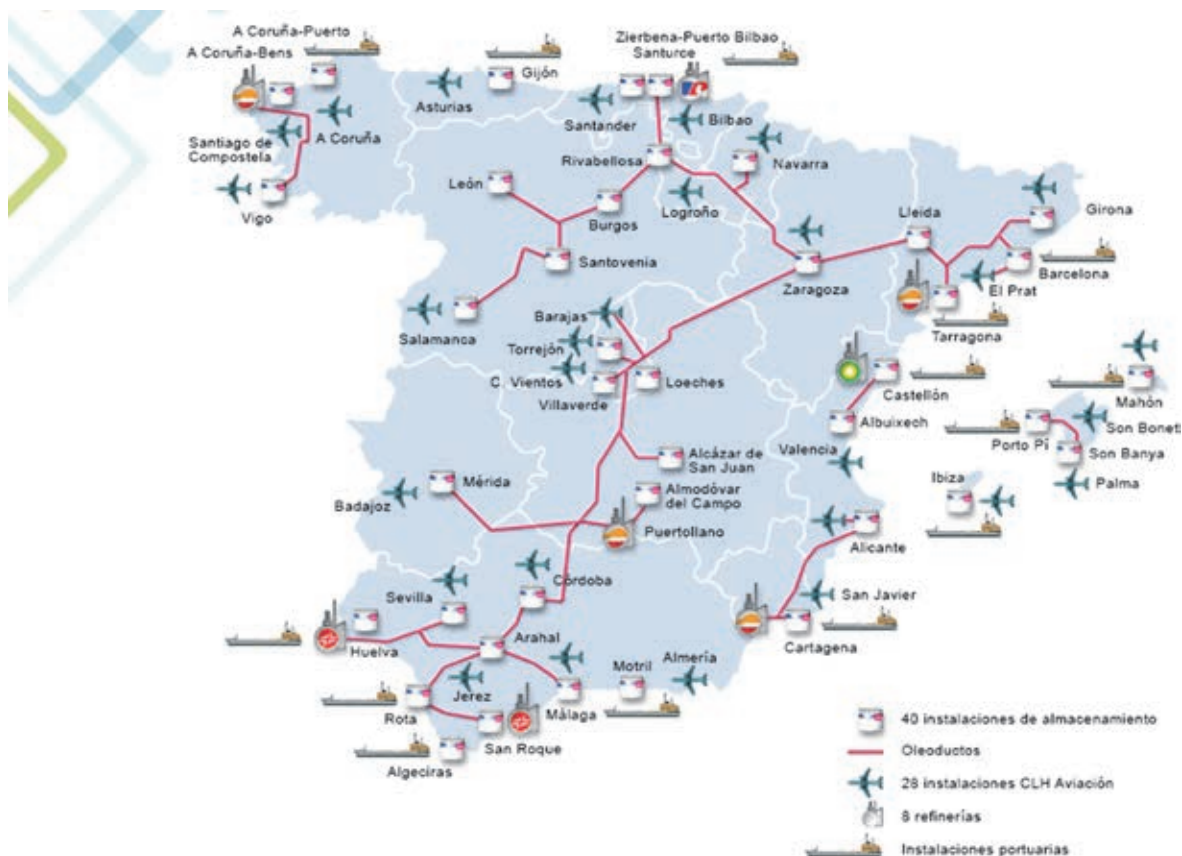 A Coruña-Puerto
A Coruña-Bens
Gijón
Zierbena-Puerto Bilbao
Santurce
Asturias
Santander
Bilbao
A Coruña
Santiago de
Compostela
Vigo
León
Rivabellosa
Navarra
Burgos
Logroño
Lleida
Girona
Santovenia
Zaragoza
El Prat
Barcelona
Salamanca
Barajas
Tarragona
Torrejón
C. Vientos
Villaverde
Loeches
Castellón
Mahón
Albuixech
Son Bonet
Porto Pí
Son Banya
Valencia
Palma
Alcázar de
San Juan
Ibiza
Mérida
Badajoz
Almodóvar
del Campo
Puertollano
Alicante
Sevilla
Córdoba
San Javier
Huelva
Arahal
Cartagena
Motril
Almería
Jerez
Rota
Málaga
San Roque
Algeciras
40 instalaciones de almacenamiento
Oleoductos
28 instalaciones CLH Aviación
8 refinerías
Instalaciones portuarias